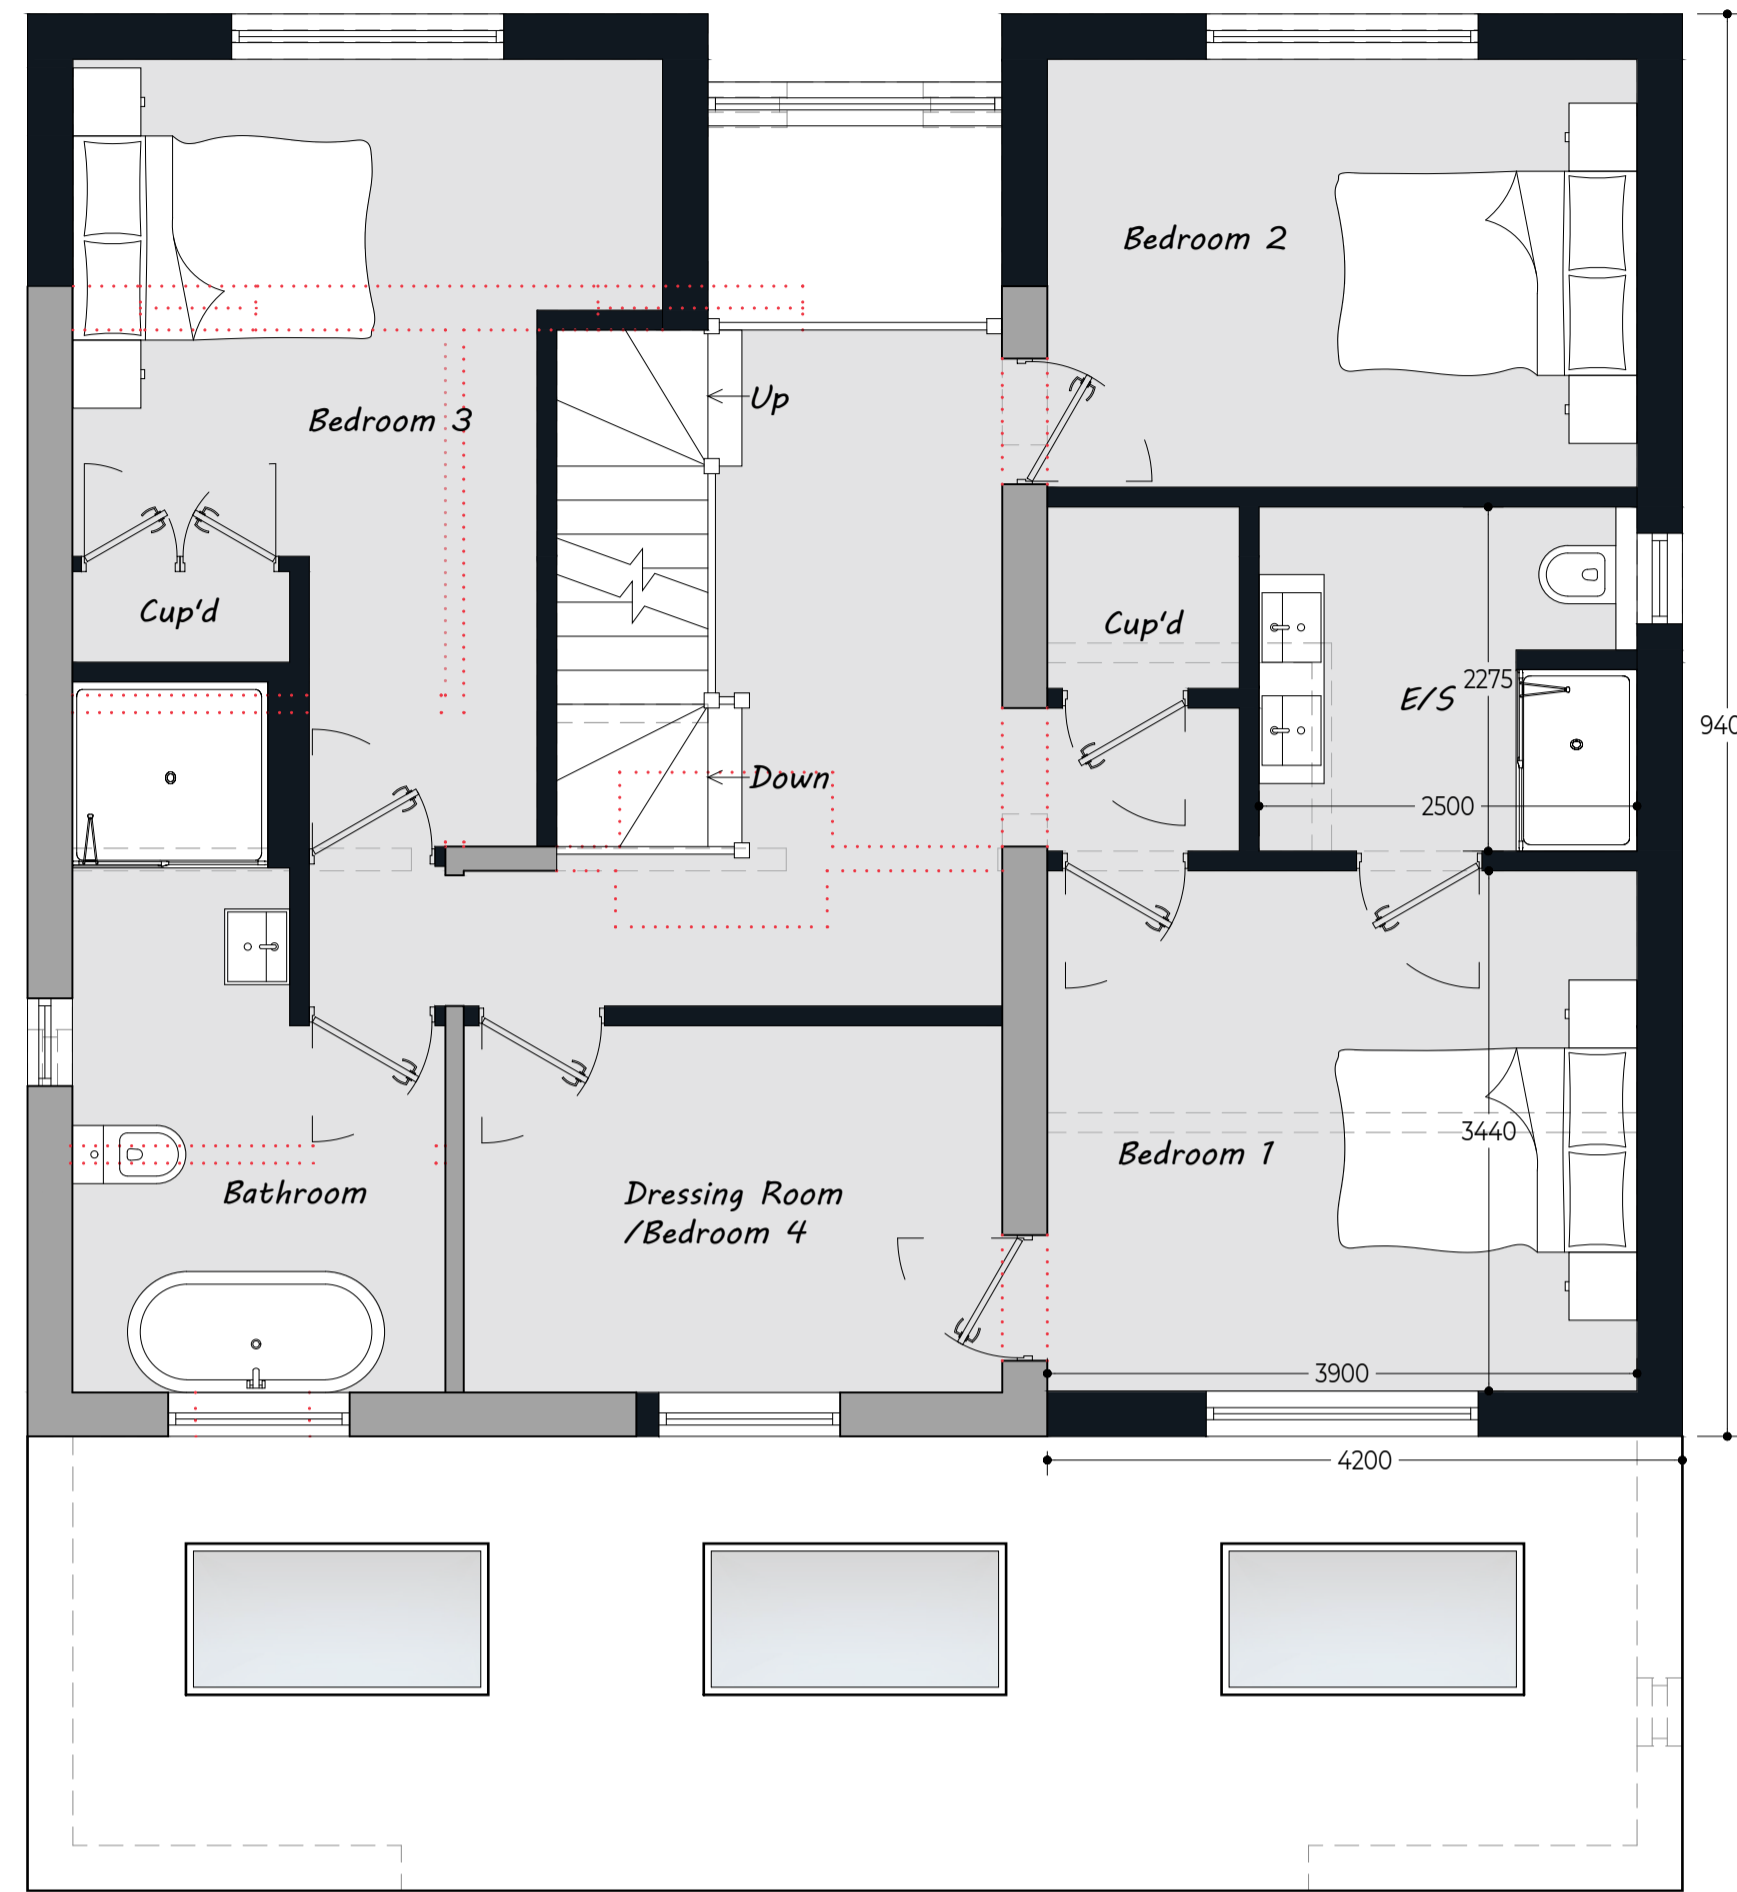 Bedroom 2
Up
Bedroom 3
Cup'd
Cup'd
2275
E/S
940
Down
2500
3440
Bedroom 1
Bathroom
Dressing Room
/Bedroom 4
3900
4200